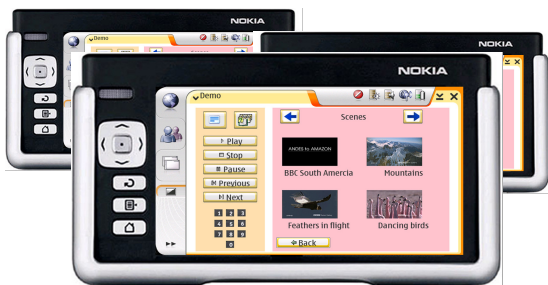 NOKIA
NOKIA
NOKIA
Demo
Demo
Scenes
Play
Stop
Pause
Previous
Next
1 2 3
4 5 6
7 8 9
0
ANDES to AMAZON
BBC South Amercia
Mountains
Feathers in flight
Dancing birds
Back